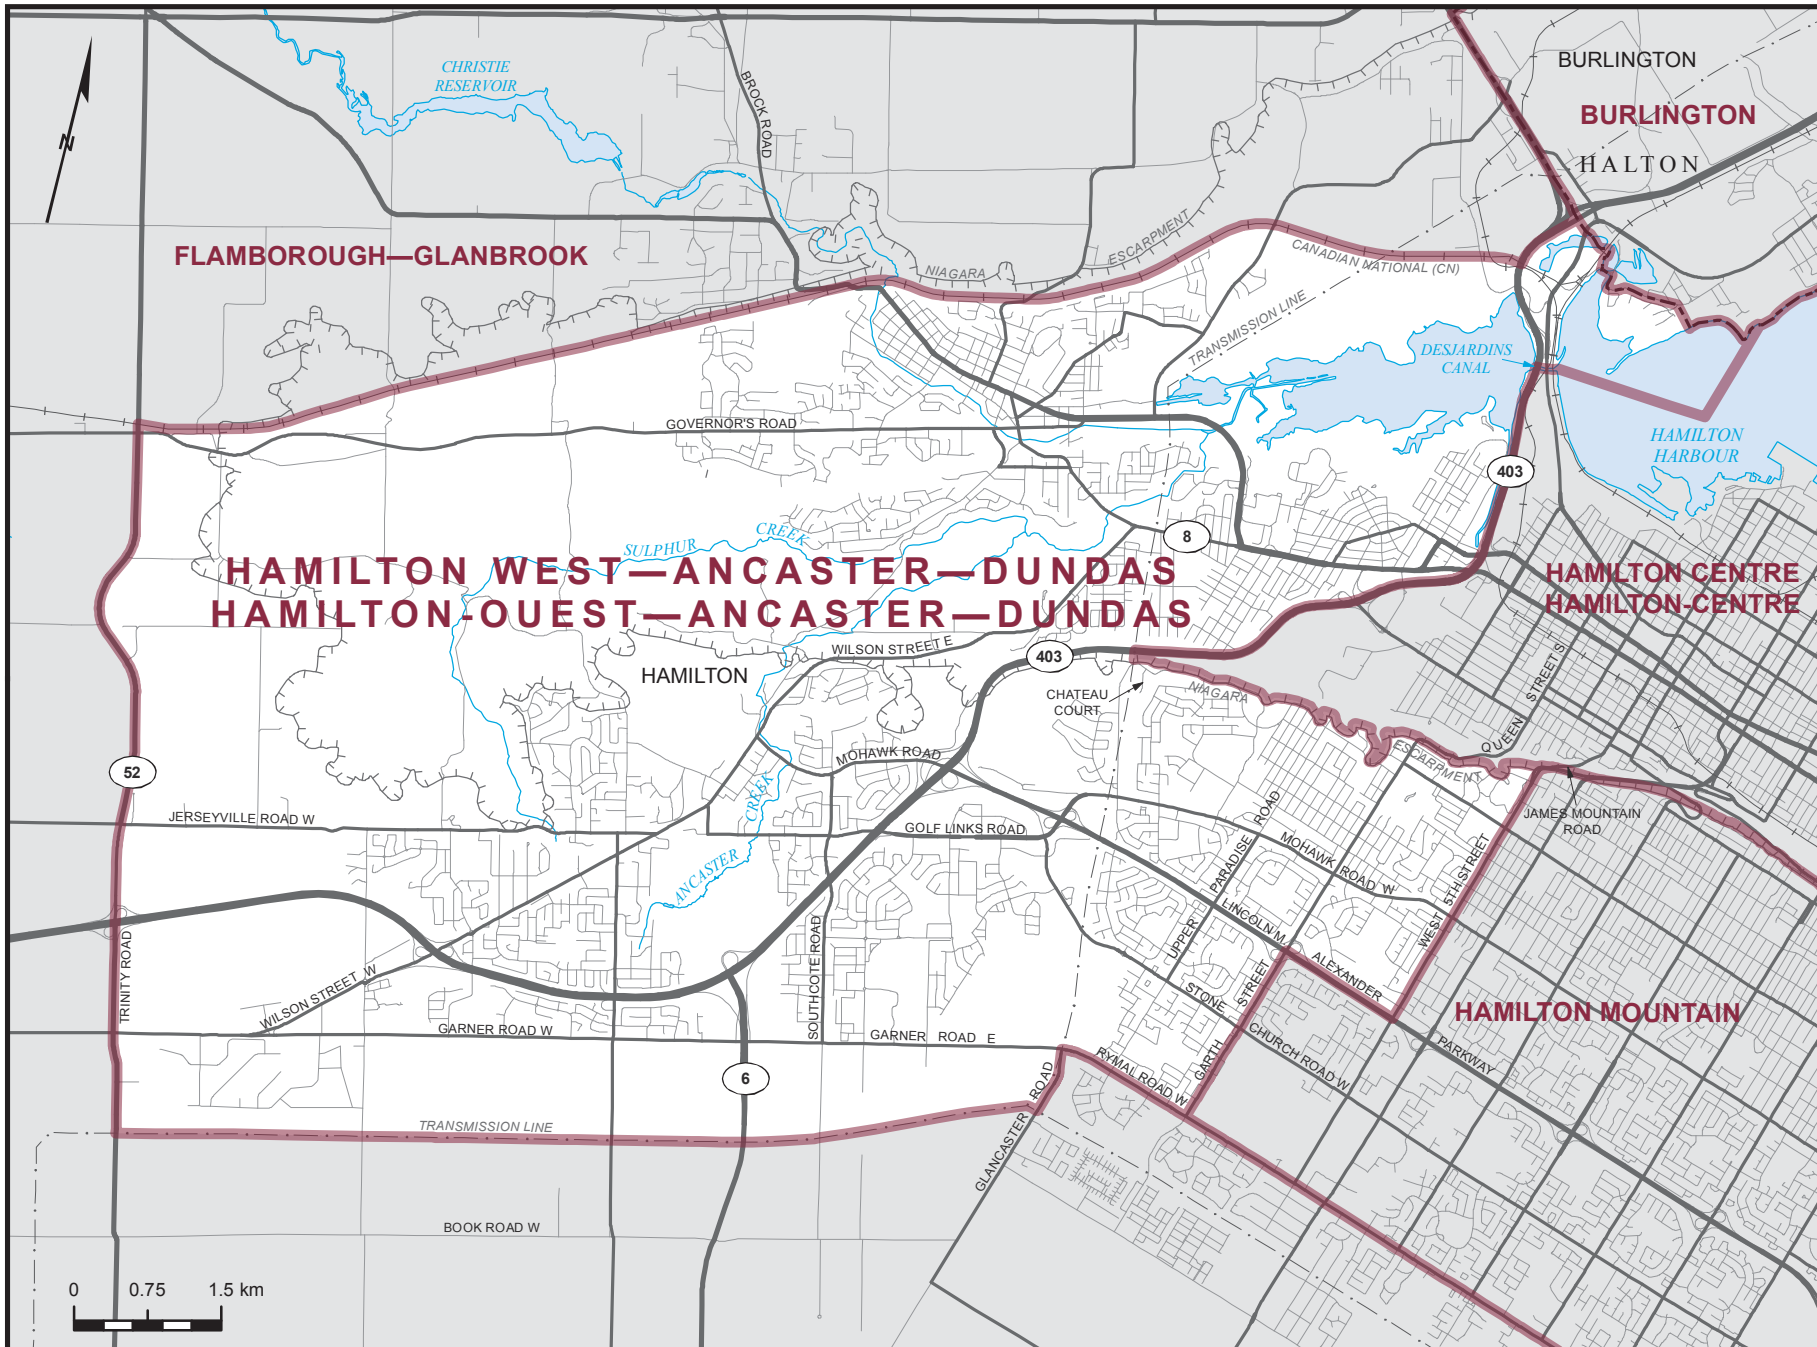 BURLINGTON
CHRISTIE
RESERVOIR
BROCK ROAD
BURLINGTON
HALTON
N
FLAMBOROUGH—GLANBROOK
NIAGARA
ESCARPMENT
CANADIAN NATIONAL (CN)
TRANSMISSION LINE
DESJARDINS
CANAL
GOVERNOR'S ROAD
HAMILTON
HARBOUR
403
SULPHUR
CREEK
8
HAMILTON WEST—ANCASTER—DUNDAS
HAMILTON-OUEST—ANCASTER—DUNDAS
HAMILTON CENTRE
HAMILTON-CENTRE
WILSON STREET E
403
HAMILTON
CHATEAU
COURT
NIAGARA
ESCARPMENT
QUEEN STREET S
52
MOHAWK ROAD
CREEK
ANCASTER
JERSEYVILLE ROAD W
GOLF LINKS ROAD
UPPER PARADISE ROAD
MOHAWK ROAD W
JAMES MOUNTAIN
ROAD
WEST 5TH STREET
LINCOLN M.
ALEXANDER
PARKWAY
TRINITY ROAD
WILSON STREET W
SOUTHCOTE ROAD
STONE
CHURCH ROAD W
GARTH STREET
HAMILTON MOUNTAIN
GARNER ROAD W
GARNER ROAD E
RYMAL ROAD W
6
GLANCASTER ROAD
TRANSMISSION LINE
BOOK ROAD W
0 0.75 1.5 km